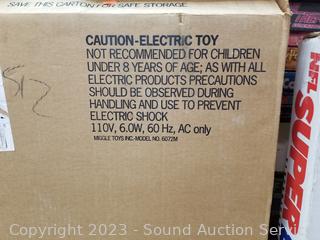 SAVE THIS CARTON FOR SAFE STORAGE
CAUTION-ELECTRIC TOY
NOT RECOMMENDED FOR CHILDREN
UNDER 8 YEARS OF AGE; AS WITH ALL
ELECTRIC PRODUCTS PRECAUTIONS
SHOULD BE OBSERVED DURING
HANDLING AND USE TO PREVENT
ELECTRIC SHOCK
110V, 6.0W, 60 Hz, AC only
MIGGLE TOYS INC.-MODEL NO. 6072M
NFL SUPER
Copyright 2023 - Sound Auction Service